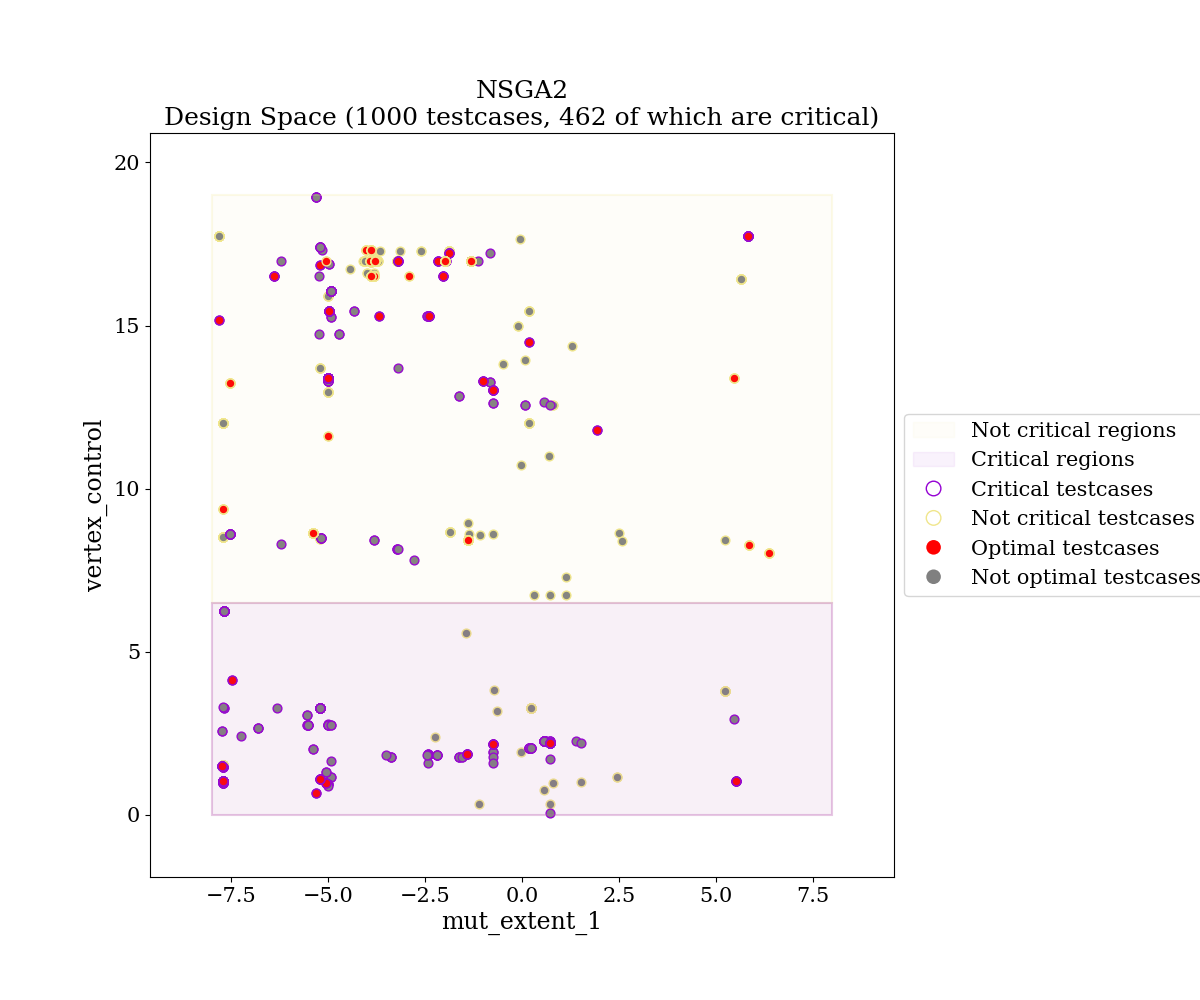 NSGA2
Design Space (1000 testcases, 462 of which are critical)
20
15
10
5
0
vertex_control
−7.5
−5.0
−2.5
0.0
2.5
5.0
7.5
mut_extent_1
Not critical regions
Critical regions
Critical testcases
Not critical testcases
Optimal testcases
Not optimal testcases